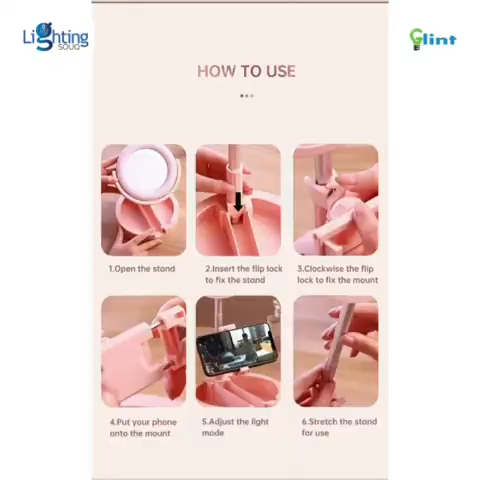 Lighting
SOUQ
Glint
HOW TO USE
1.Open the stand
2.Insert the flip lock
to fix the stand
3.Clockwise the flip
lock to fix the mount
4.Put your phone
onto the mount
5.Adjust the light
mode
6.Stretch the stand
for use